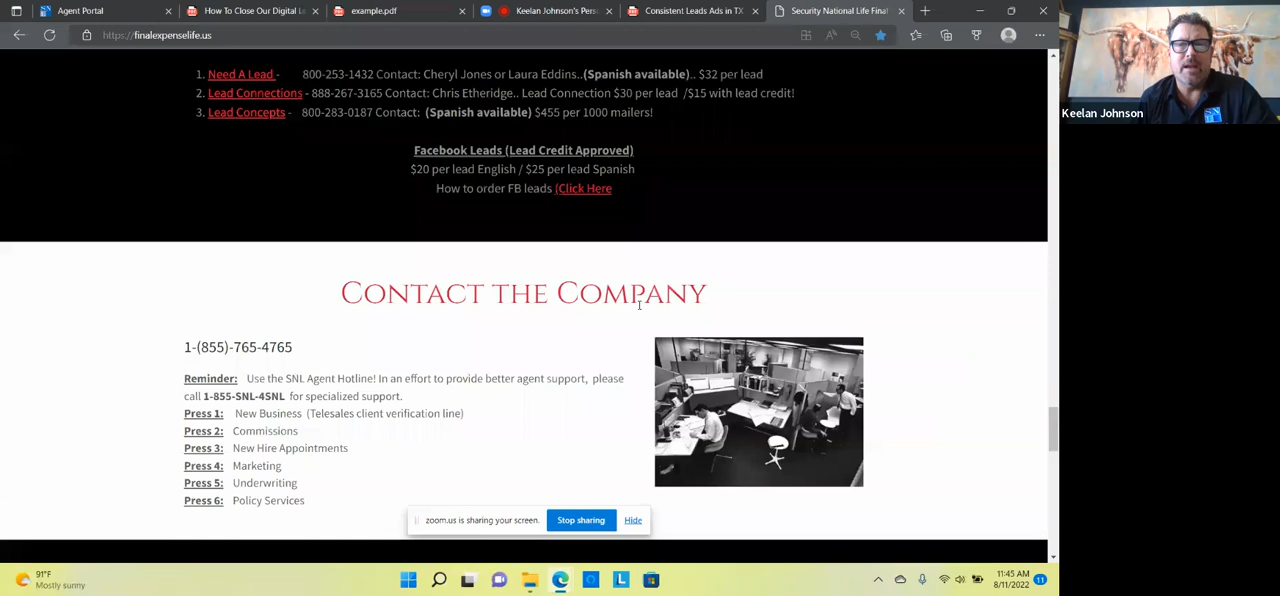 Agent Portal
How To Close Our Digital L
example.pdf
Keelan Johnson's Pers
Consistent Leads Ads in TX
Security National Life Final
https://finalexpenselife.us
Keelan Johnson
1. Need A Lead - 800-253-1432 Contact: Cheryl Jones or Laura Eddins..(Spanish available).. $32 per lead
2. Lead Connections - 888-267-3165 Contact: Chris Etheridge.. Lead Connection $30 per lead /$15 with lead credit!
3. Lead Concepts - 800-283-0187 Contact: (Spanish available) $455 per 1000 mailers!
Facebook Leads (Lead Credit Approved)
$20 per lead English / $25 per lead Spanish
How to order FB leads (Click Here
Contact the Company
1-(855)-765-4765
Reminder: Use the SNL Agent Hotline! In an effort to provide better agent support, please
call 1-855-SNL-4SNL for specialized support.
Press 1: New Business (Telesales client verification line)
Press 2: Commissions
Press 3: New Hire Appointments
Press 4: Marketing
Press 5: Underwriting
Press 6: Policy Services
zoom.us is sharing your screen. Stop sharing Hide
91°F
Mostly sunny
11:45 AM
8/11/2022
11